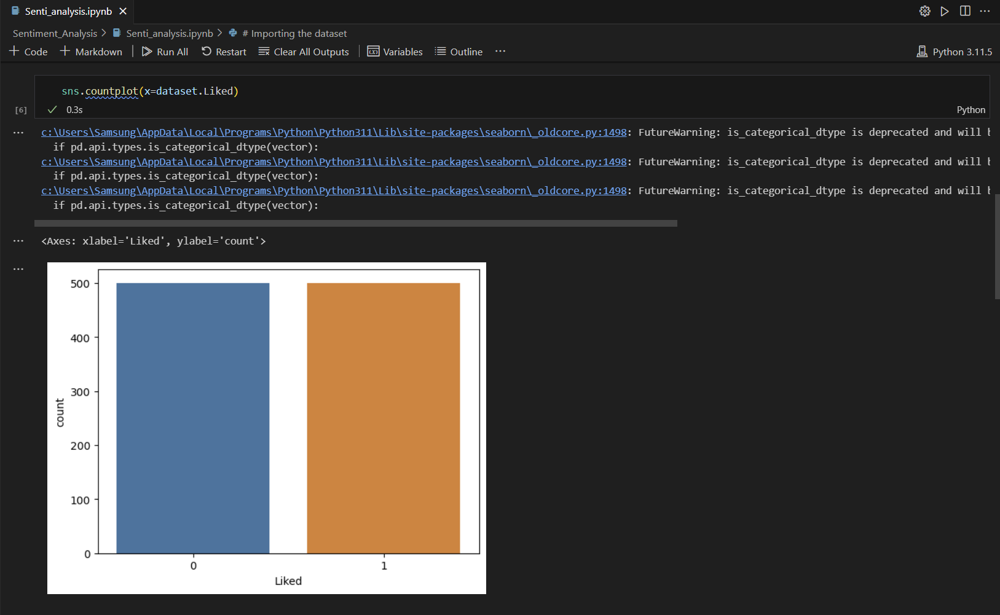 Senti_analysis.ipynb
Sentiment_Analysis > Senti_analysis.ipynb > # Importing the dataset
+ Code + Markdown | Run All Restart Clear All Outputs | Variables Outline ... Python 3.11.5
sns.countplot(x=dataset.Liked)
[6] ✓ 0.3s Python
... c:\Users\Samsung\AppData\Local\Programs\Python\Python311\Lib\site-packages\seaborn\_oldcore.py:1498: FutureWarning: is_categorical_dtype is deprecated and will
if pd.api.types.is_categorical_dtype(vector):
c:\Users\Samsung\AppData\Local\Programs\Python\Python311\Lib\site-packages\seaborn\_oldcore.py:1498: FutureWarning: is_categorical_dtype is deprecated and will
if pd.api.types.is_categorical_dtype(vector):
c:\Users\Samsung\AppData\Local\Programs\Python\Python311\Lib\site-packages\seaborn\_oldcore.py:1498: FutureWarning: is_categorical_dtype is deprecated and will
if pd.api.types.is_categorical_dtype(vector):
... <Axes: xlabel='Liked', ylabel='count'>
...
500
400
300
count
200
100
0
0 1
Liked